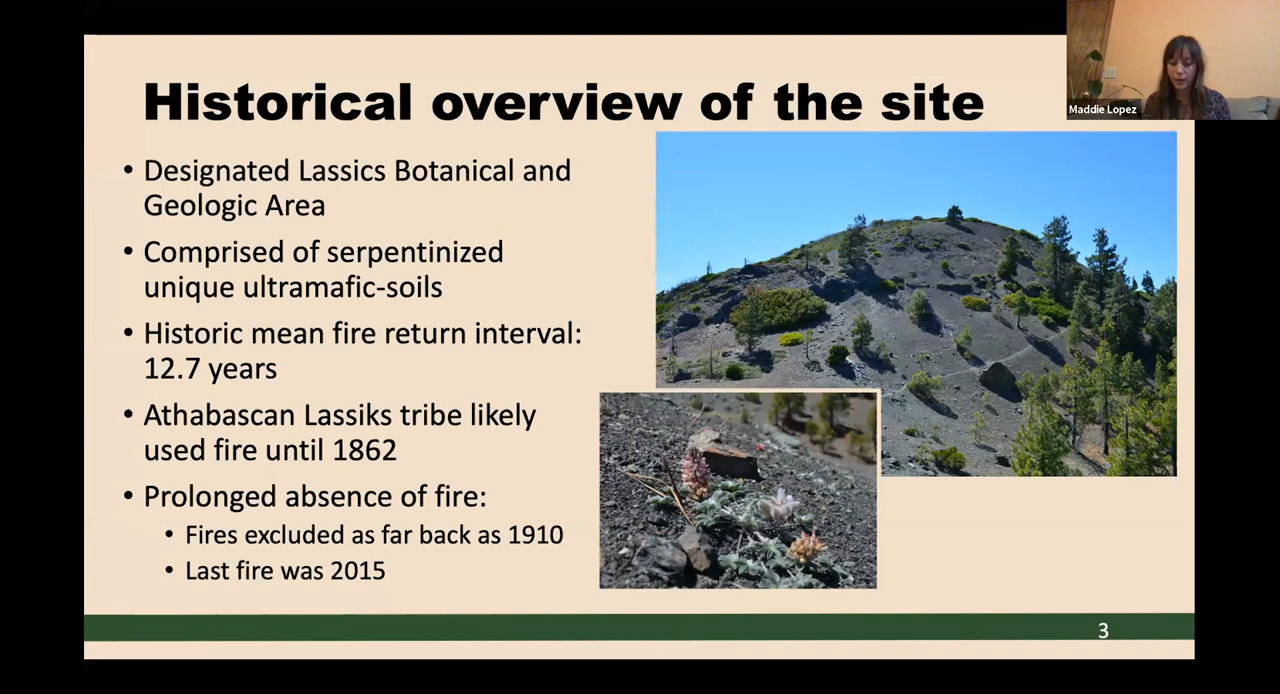 Historical overview of the site
Maddie Lopez
• Designated Lassics Botanical and
Geologic Area
• Comprised of serpentinized
unique ultramafic-soils
• Historic mean fire return interval:
12.7 years
• Athabascan Lassiks tribe likely
used fire until 1862
• Prolonged absence of fire:
• Fires excluded as far back as 1910
• Last fire was 2015
3